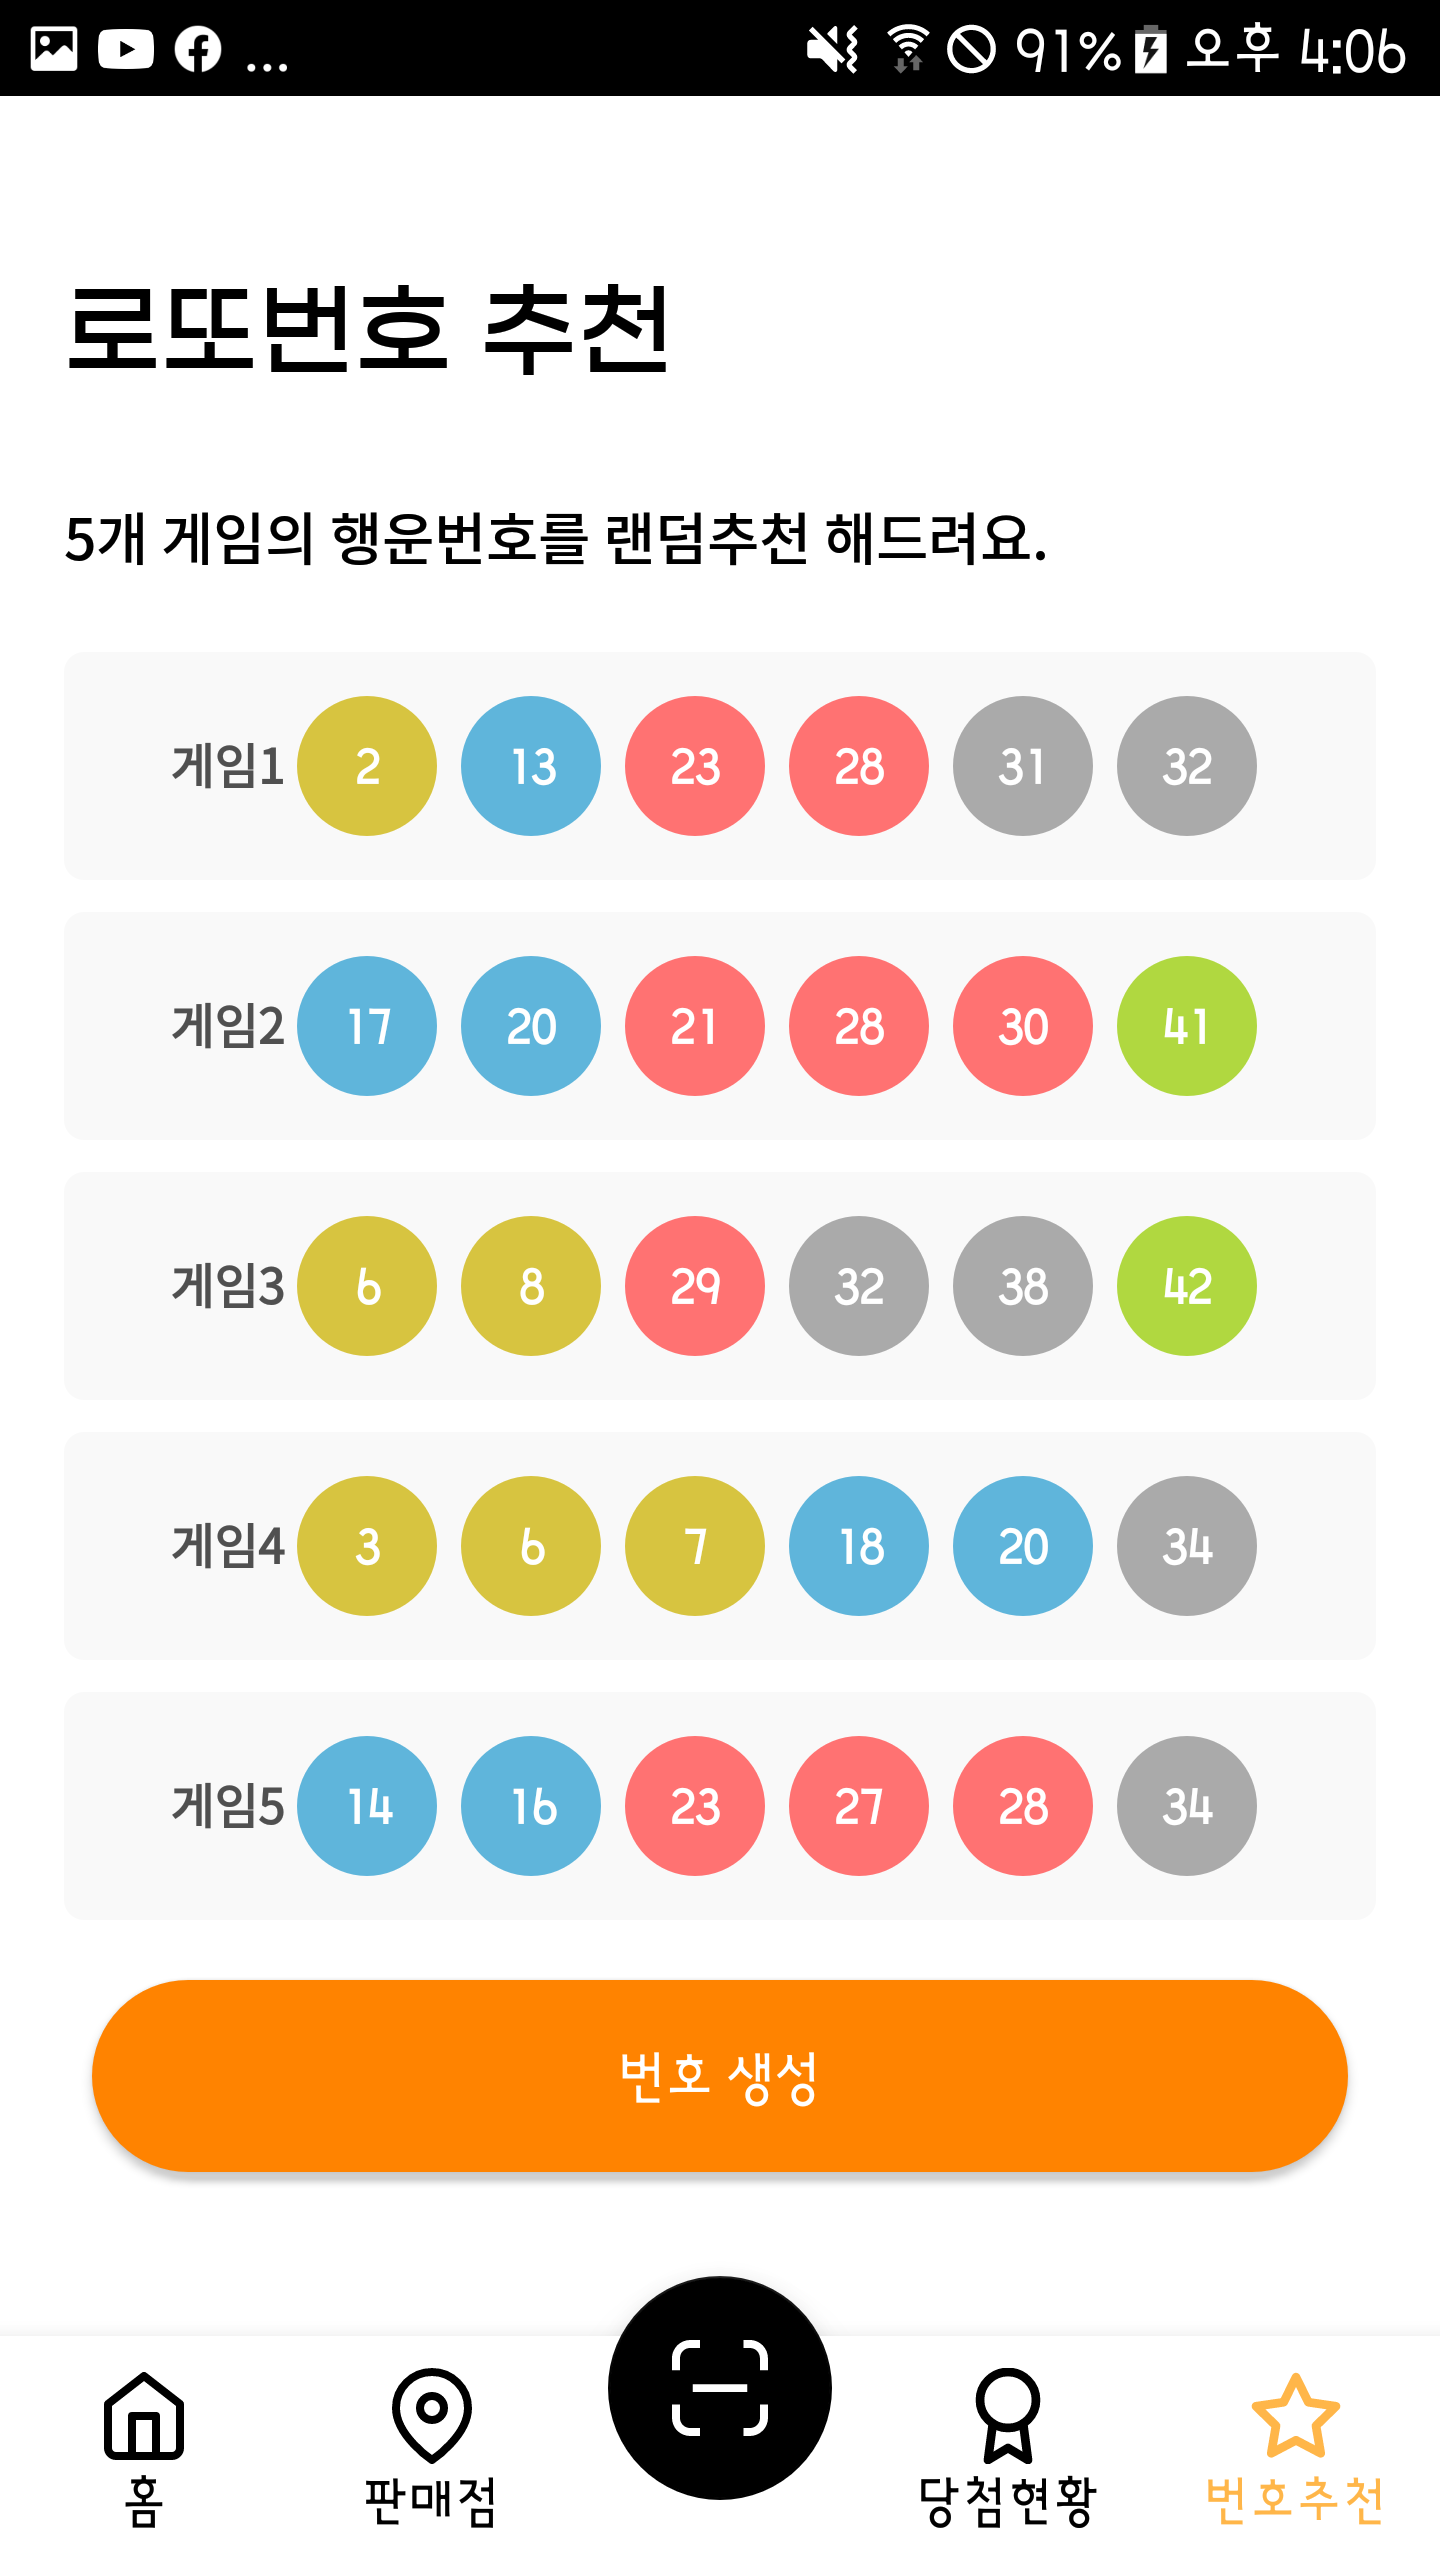 ... 91% 오후 4:06
로또번호 추천
5개 게임의 행운번호를 랜덤추천 해드려요.
게임1 2 13 23 28 31 32
게임2 17 20 21 28 30 41
게임3 6 8 29 32 38 42
게임4 3 6 7 18 20 34
게임5 14 16 23 27 28 34
번호 생성
홈 판매점 당첨현황 번호추천